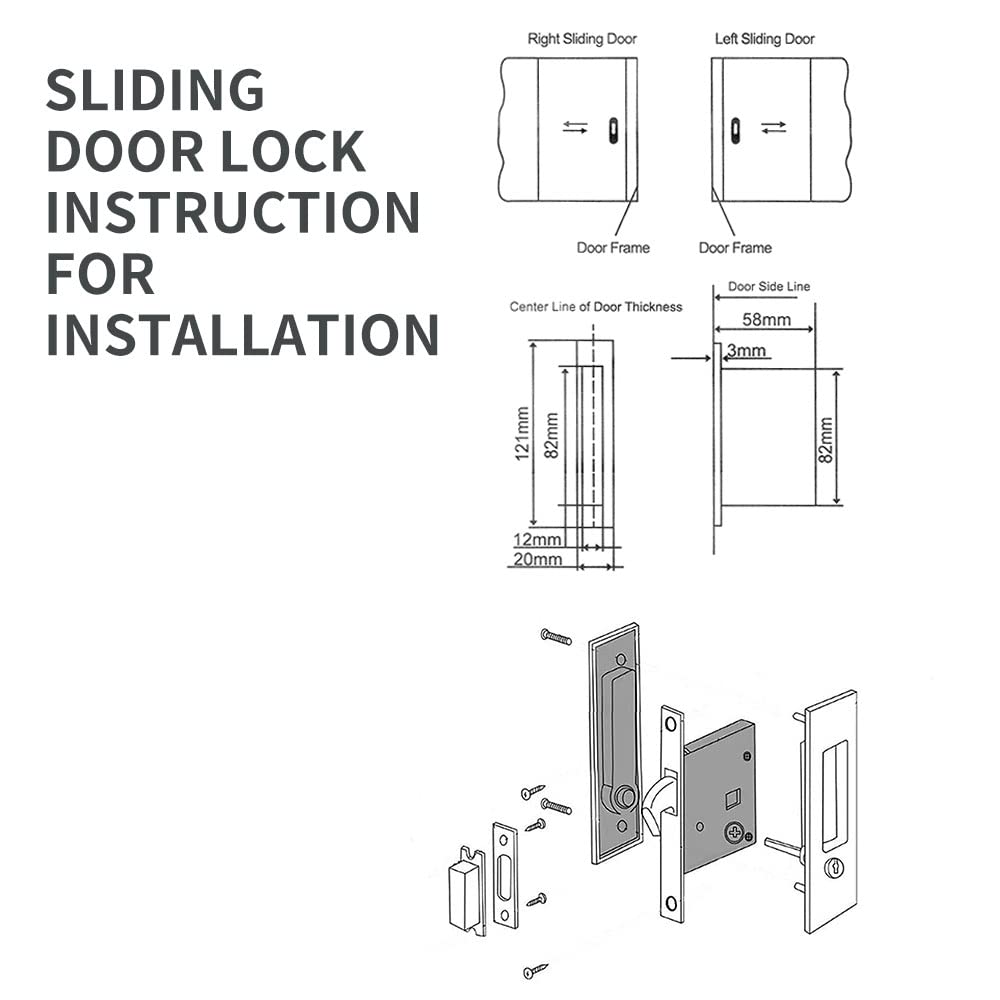 SLIDING
DOOR LOCK
INSTRUCTION
FOR
INSTALLATION
Right Sliding Door
Left Sliding Door
Door Frame
Door Frame
Center Line of Door Thickness
121mm
82mm
12mm
20mm
Door Side Line
58mm
3mm
82mm